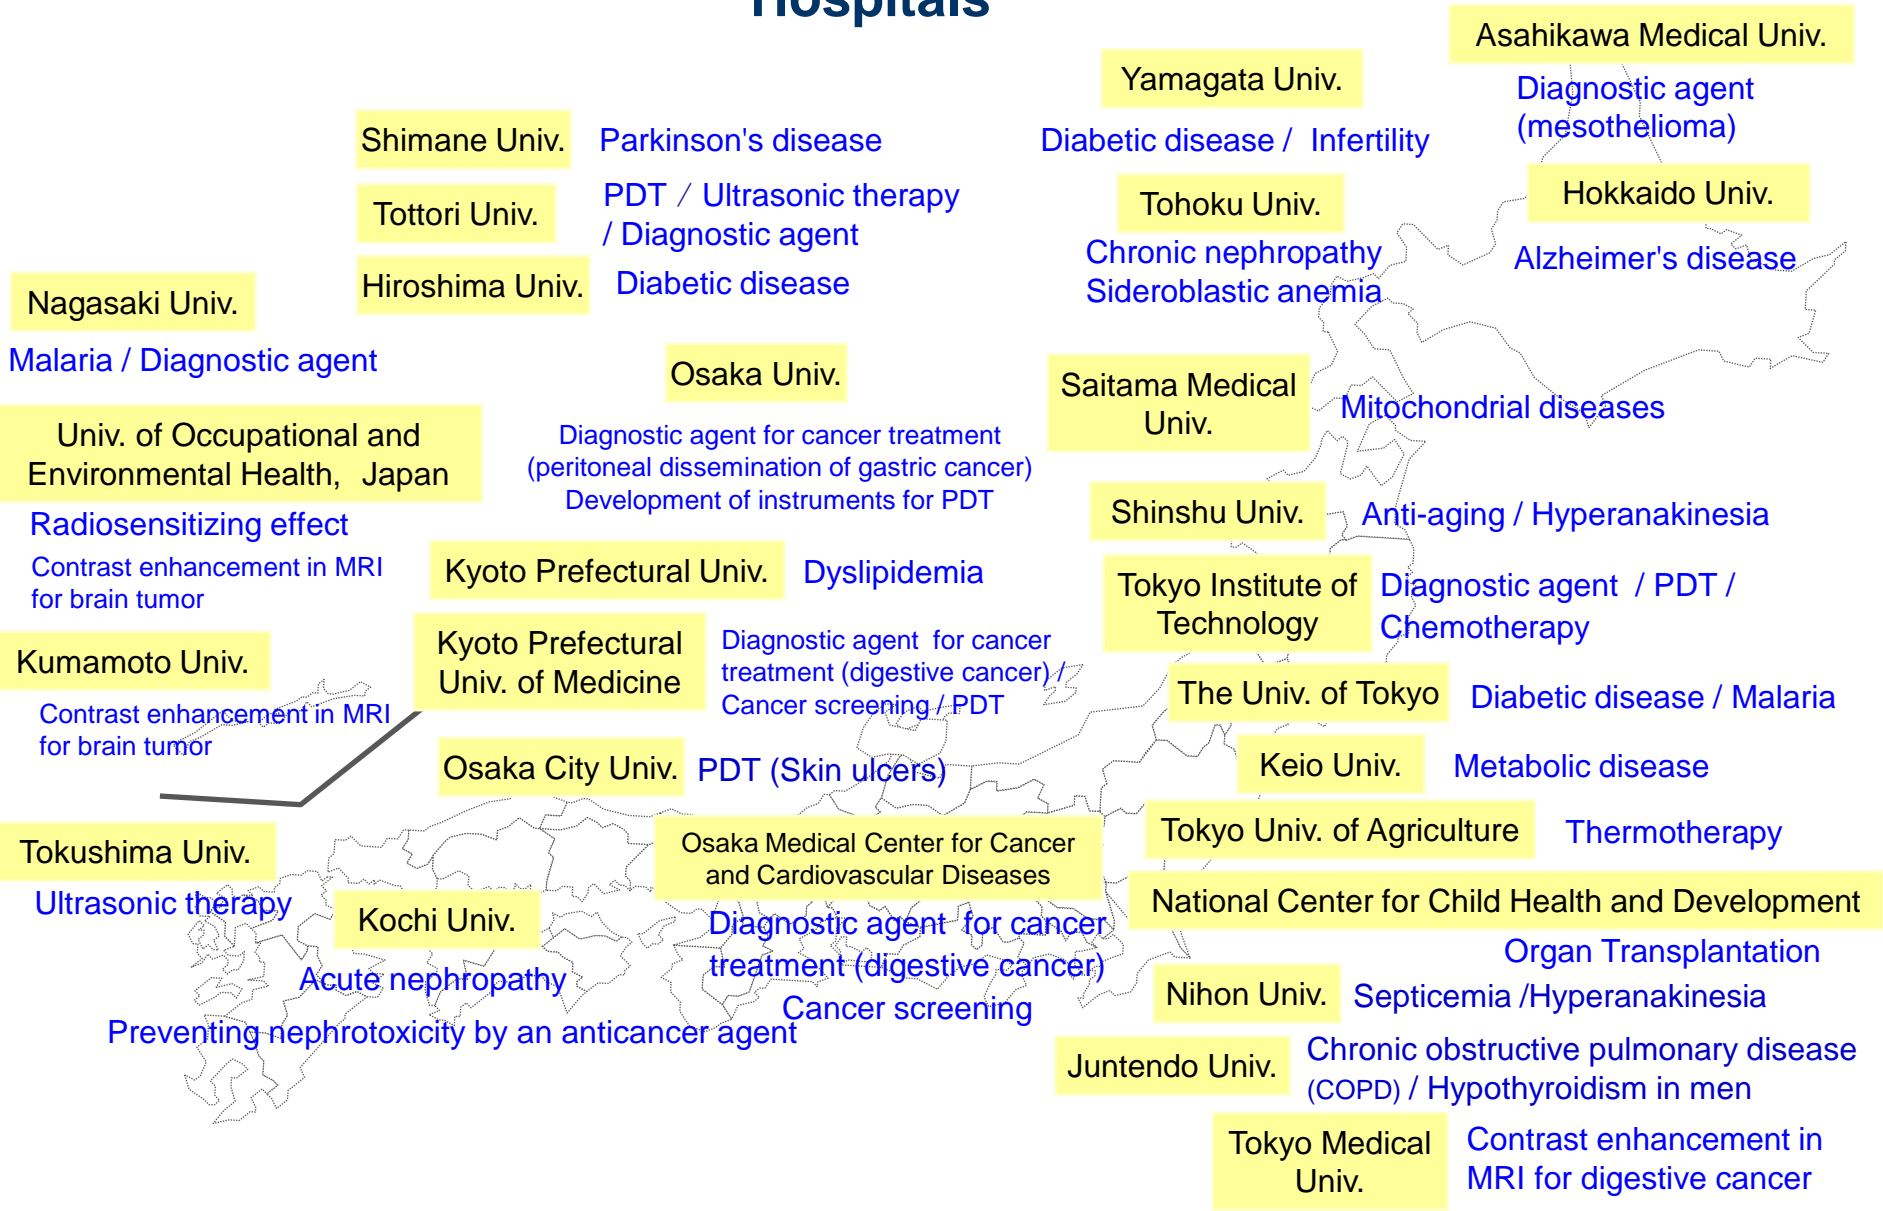 Hospitals
Asahikawa Medical Univ.
Diagnostic agent
(mesothelioma)
Yamagata Univ.
Diabetic disease / Infertility
Shimane Univ.
Parkinson's disease
Tottori Univ.
PDT / Ultrasonic therapy
/ Diagnostic agent
Hiroshima Univ.
Diabetic disease
Tohoku Univ.
Chronic nephropathy
Sideroblastic anemia
Hokkaido Univ.
Alzheimer's disease
Nagasaki Univ.
Malaria / Diagnostic agent
Osaka Univ.
Diagnostic agent for cancer treatment
(peritoneal dissemination of gastric cancer)
Development of instruments for PDT
Saitama Medical
Univ.
Mitochondrial diseases
Univ. of Occupational and
Environmental Health, Japan
Radiosensitizing effect
Contrast enhancement in MRI
for brain tumor
Shinshu Univ.
Anti-aging / Hyperanakinesia
Kyoto Prefectural Univ.
Dyslipidemia
Tokyo Institute of
Technology
Diagnostic agent / PDT /
Chemotherapy
Kumamoto Univ.
Contrast enhancement in MRI
for brain tumor
Kyoto Prefectural
Univ. of Medicine
Diagnostic agent for cancer
treatment (digestive cancer) /
Cancer screening / PDT
The Univ. of Tokyo
Diabetic disease / Malaria
Osaka City Univ.
PDT (Skin ulcers)
Keio Univ.
Metabolic disease
Tokushima Univ.
Ultrasonic therapy
Osaka Medical Center for Cancer
and Cardiovascular Diseases
Diagnostic agent for cancer
treatment (digestive cancer)
Cancer screening
Tokyo Univ. of Agriculture
Thermotherapy
Kochi Univ.
Acute nephropathy
Preventing nephrotoxicity by an anticancer agent
National Center for Child Health and Development
Organ Transplantation
Nihon Univ.
Septicemia /Hyperanakinesia
Juntendo Univ.
Chronic obstructive pulmonary disease
(COPD) / Hypothyroidism in men
Tokyo Medical
Univ.
Contrast enhancement in
MRI for digestive cancer